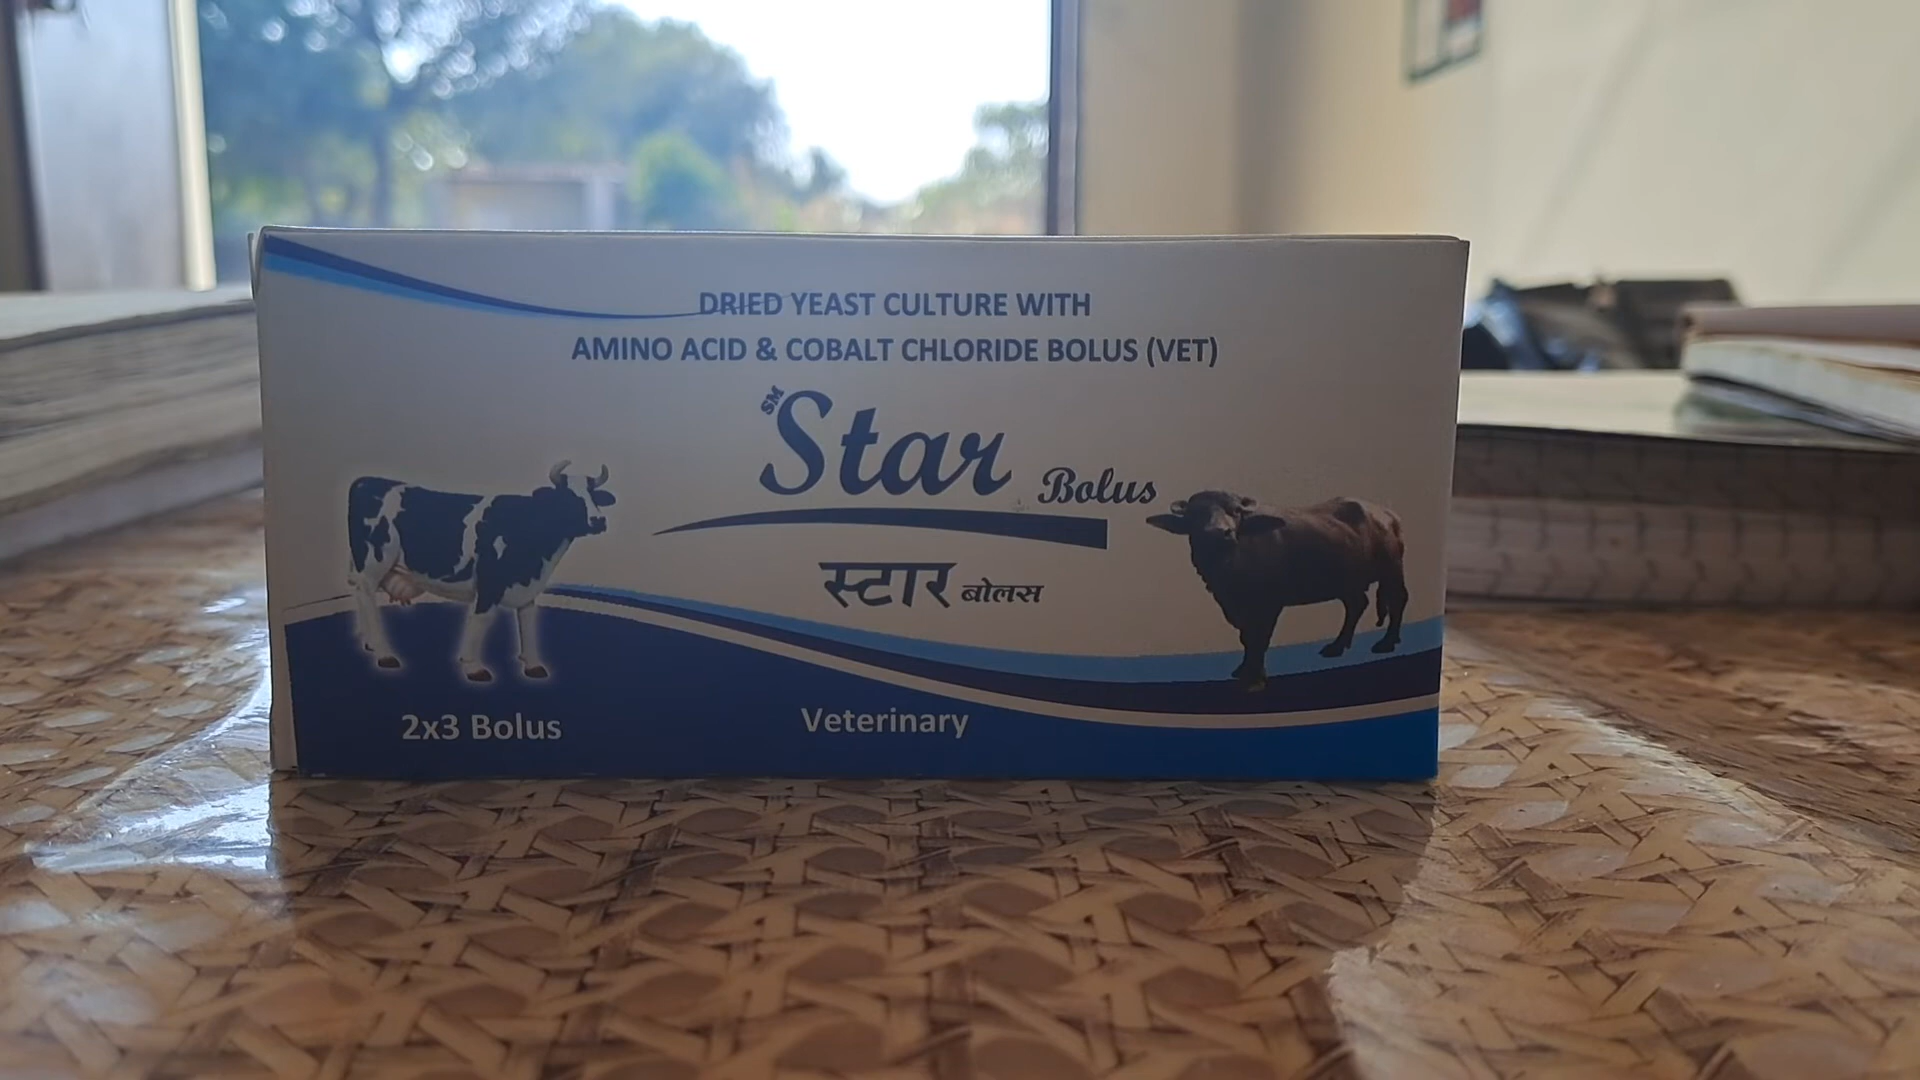 DRIED YEAST CULTURE WITH
AMINO ACID & COBALT CHLORIDE BOLUS (VET)
SM Star Bolus
स्टार बोलस
2x3 Bolus
Veterinary